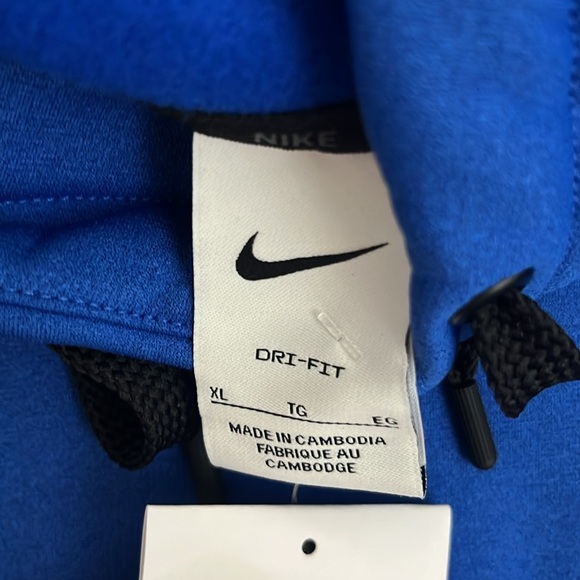 NIKE
DRI-FIT
XL TG EG
MADE IN CAMBODIA
FABRIQUE AU
CAMBODGE